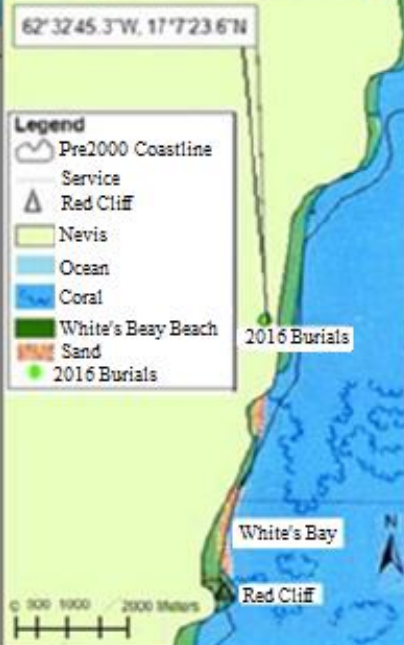 62°32'45.3"W, 17°7'23.6"N
Legend
Pre2000 Coastline
Service
Red Cliff
Nevis
Ocean
Coral
White's Beay Beach
Sand
2016 Burials
2016 Burials
White's Bay
N
Red Cliff
0 500 1000 2000 Meters